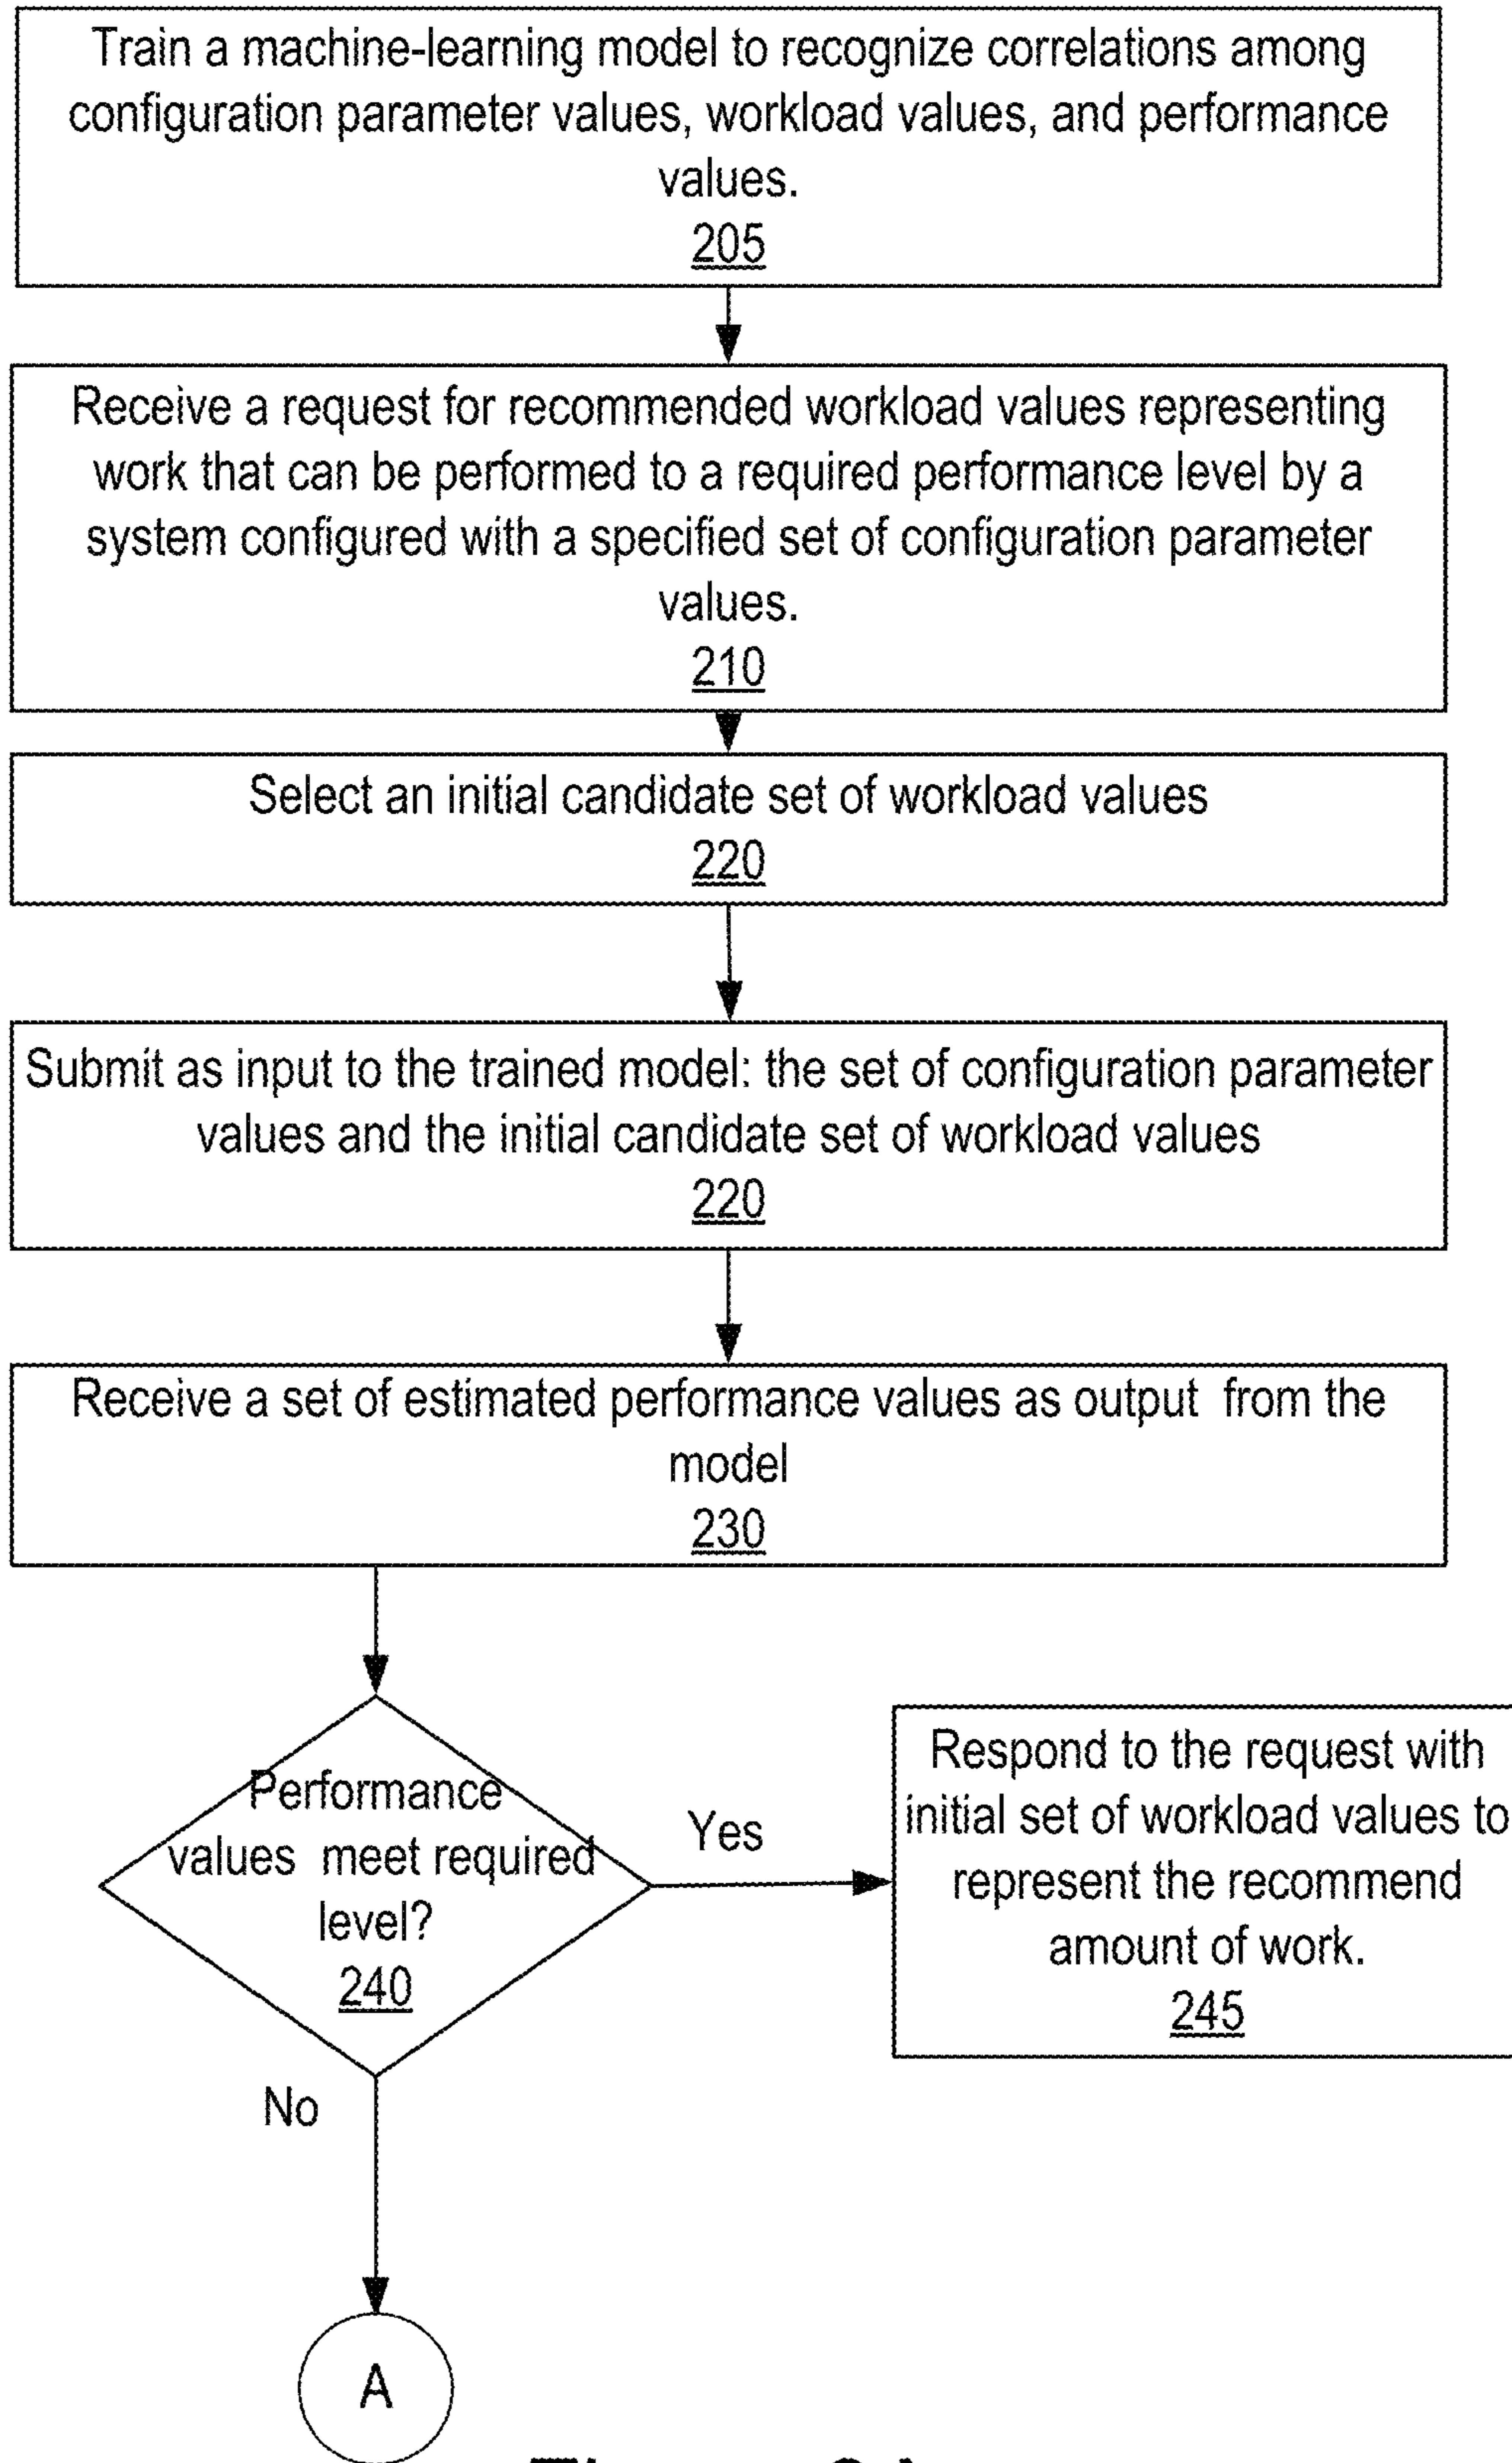 Train a machine-learning model to recognize correlations among
configuration parameter values, workload values, and performance
values.
205
Receive a request for recommended workload values representing
work that can be performed to a required performance level by a
system configured with a specified set of configuration parameter
values.
210
Select an initial candidate set of workload values
220
Submit as input to the trained model: the set of configuration parameter
values and the initial candidate set of workload values
220
Receive a set of estimated performance values as output from the
model
230
Performance
values meet required
level?
240
Yes
Respond to the request with
initial set of workload values to
represent the recommend
amount of work.
245
No
A